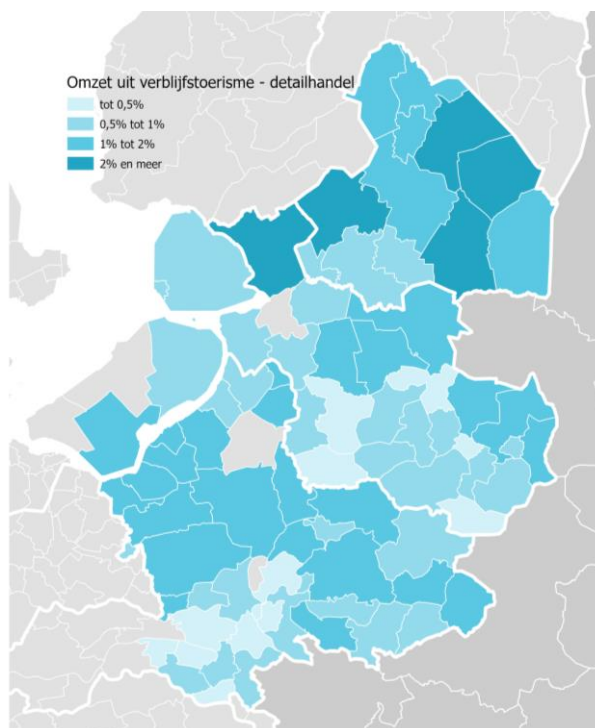 Omzet uit verblijfstoerisme - detailhandel
tot 0,5%
0,5% tot 1%
1% tot 2%
2% en meer